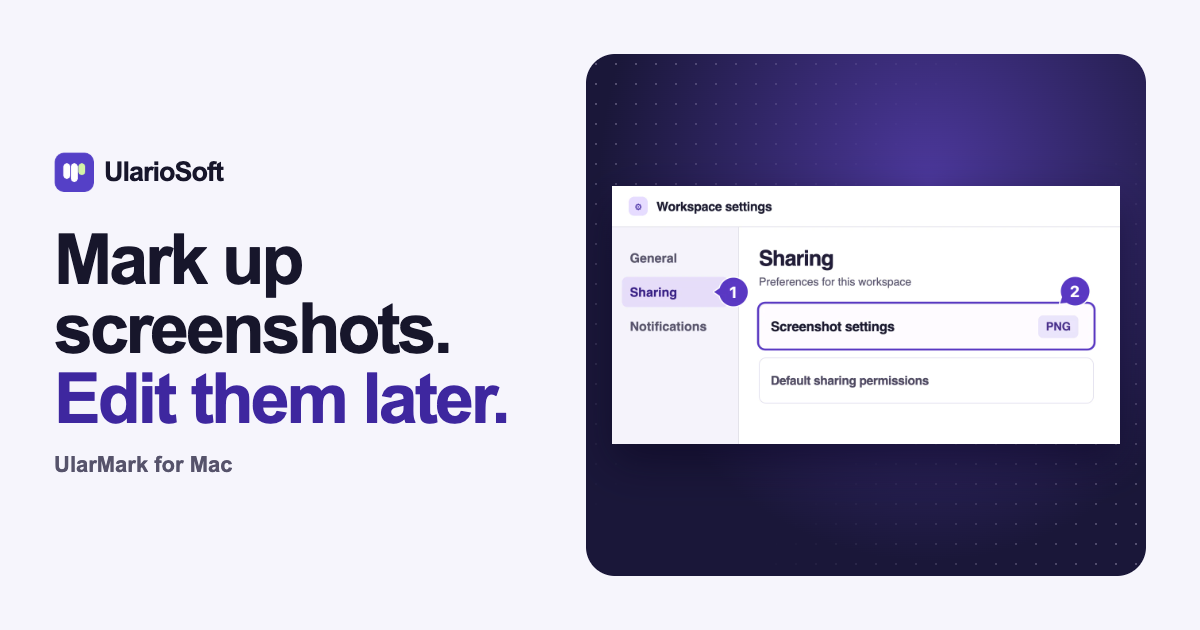 UlarioSoft
Mark up
screenshots.
Edit them later.
UlarMark for Mac
Workspace settings
General
Sharing
1
Notifications
Sharing
Preferences for this workspace
2
Screenshot settings
PNG
Default sharing permissions